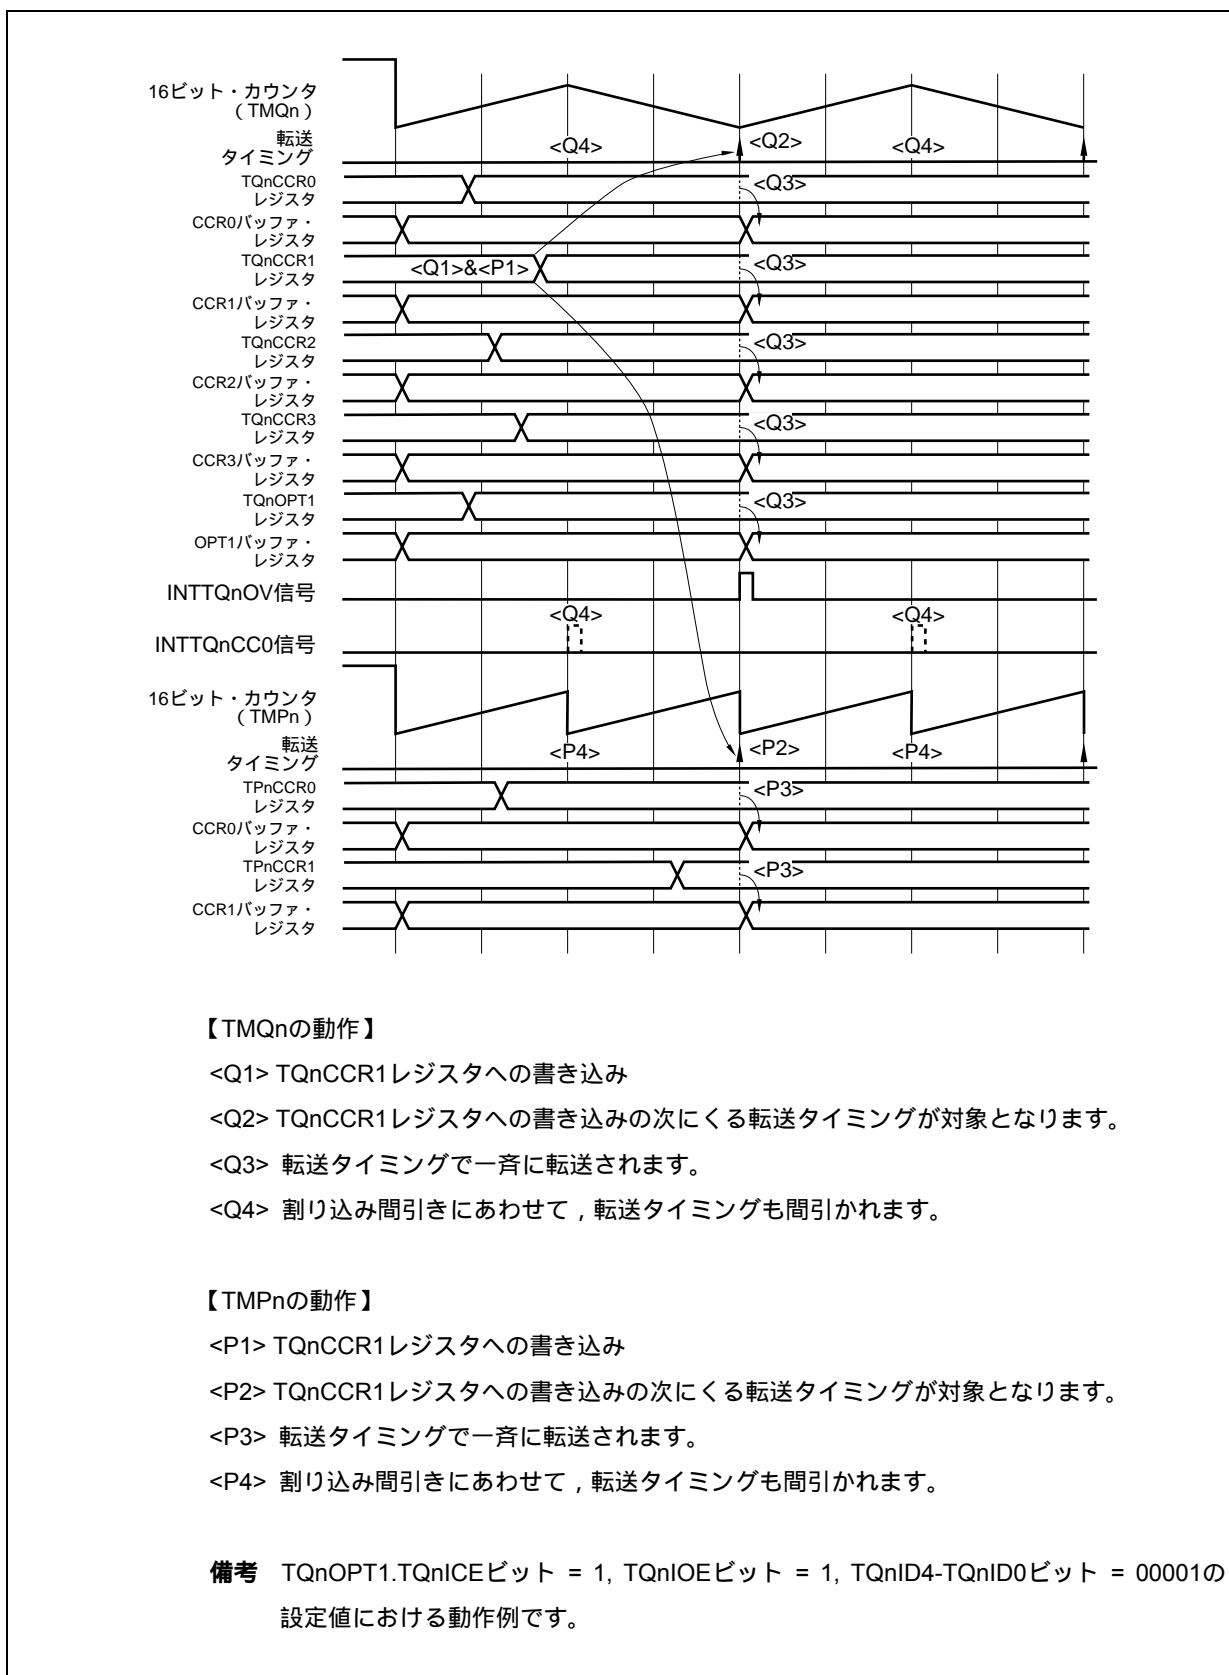 16ビット・カウンタ
（TMQn）
転送
タイミング
<Q4>
<Q2>
<Q4>
TQnCCR0
レジスタ
<Q3>
CCR0バッファ・
レジスタ
TQnCCR1
レジスタ
<Q1>&<P1>
<Q3>
CCR1バッファ・
レジスタ
TQnCCR2
レジスタ
<Q3>
CCR2バッファ・
レジスタ
TQnCCR3
レジスタ
<Q3>
CCR3バッファ・
レジスタ
TQnOPT1
レジスタ
<Q3>
OPT1バッファ・
レジスタ
INTTQnOV信号
<Q4>
<Q4>
INTTQnCC0信号
16ビット・カウンタ
（TMPn）
転送
タイミング
<P4>
<P2>
<P4>
TPnCCR0
レジスタ
<P3>
CCR0バッファ・
レジスタ
TPnCCR1
レジスタ
<P3>
CCR1バッファ・
レジスタ
【TMQnの動作】
<Q1> TQnCCR1レジスタへの書き込み
<Q2> TQnCCR1レジスタへの書き込みの次にくる転送タイミングが対象となります。
<Q3> 転送タイミングで一斉に転送されます。
<Q4> 割り込み間引きにあわせて，転送タイミングも間引かれます。
【TMPnの動作】
<P1> TQnCCR1レジスタへの書き込み
<P2> TQnCCR1レジスタへの書き込みの次にくる転送タイミングが対象となります。
<P3> 転送タイミングで一斉に転送されます。
<P4> 割り込み間引きにあわせて，転送タイミングも間引かれます。
備考 TQnOPT1.TQnICEビット = 1, TQnIOEビット = 1, TQnID4-TQnID0ビット = 00001の
設定値における動作例です。